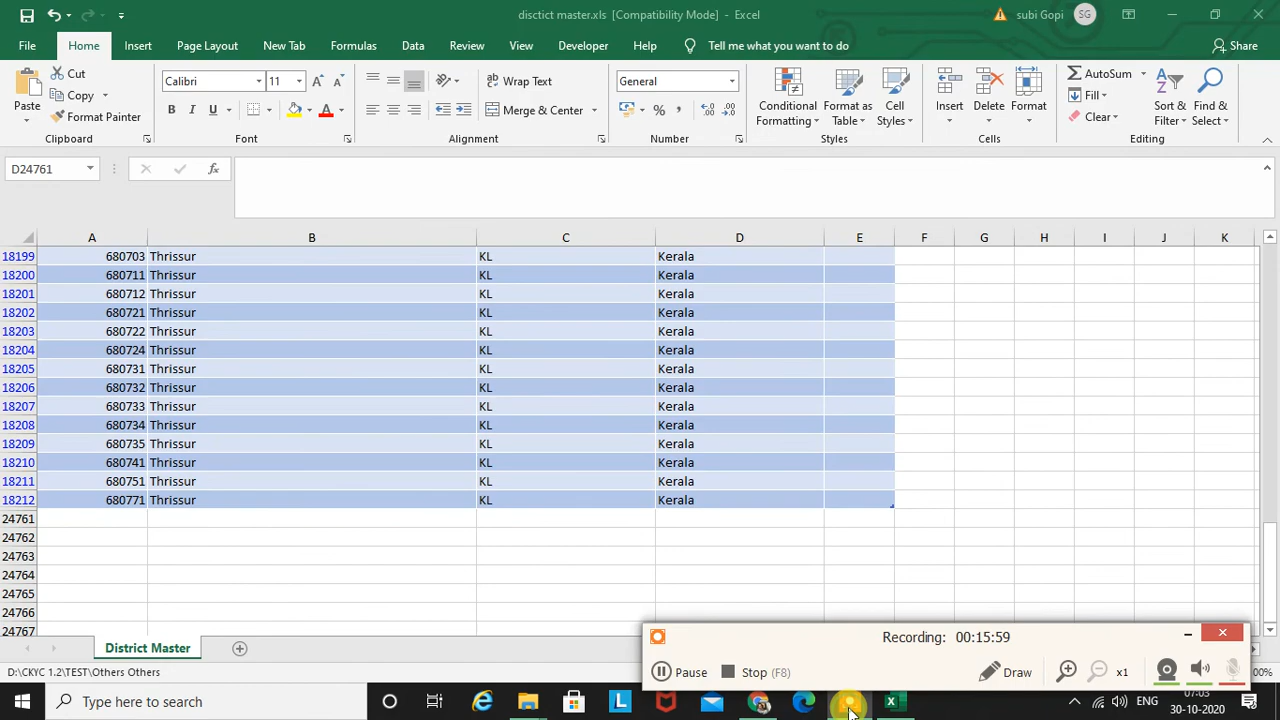 disctict master.xls [Compatibility Mode] - Excel
subi Gopi SG
File Home Insert Page Layout New Tab Formulas Data Review View Developer Help Tell me what you want to do Share
Paste Cut Copy Format Painter Clipboard
Calibri 11 B I U A Font
ab Wrap Text Merge & Center Alignment
General % , Number
Conditional Formatting Format as Table Cell Styles Styles
Insert Delete Format Cells
AutoSum Fill Clear Sort & Filter Find & Select Editing
D24761 fx
A B C D E F G H I J K
18199 680703 Thrissur KL Kerala
18200 680711 Thrissur KL Kerala
18201 680712 Thrissur KL Kerala
18202 680721 Thrissur KL Kerala
18203 680722 Thrissur KL Kerala
18204 680724 Thrissur KL Kerala
18205 680731 Thrissur KL Kerala
18206 680732 Thrissur KL Kerala
18207 680733 Thrissur KL Kerala
18208 680734 Thrissur KL Kerala
18209 680735 Thrissur KL Kerala
18210 680741 Thrissur KL Kerala
18211 680751 Thrissur KL Kerala
18212 680771 Thrissur KL Kerala
24761
24762
24763
24764
24765
24766
24767
District Master
Recording: 00:15:59
Pause Stop (F8) Draw x1
D:\CKYC 1.2\TEST\Others Others
00%
Type here to search
ENG
07:03
30-10-2020